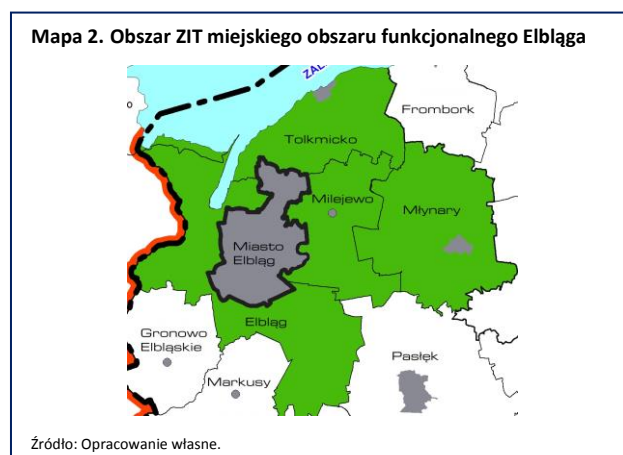 Mapa 2. Obszar ZIT miejskiego obszaru funkcjonalnego Elbląga
ZAL
Frombork
Tolkmicko
Milejewo
Młynary
Miasto
Elbląg
Elbląg
Gronowo
Elbląskie
Pasłęk
Markusy
Źródło: Opracowanie własne.